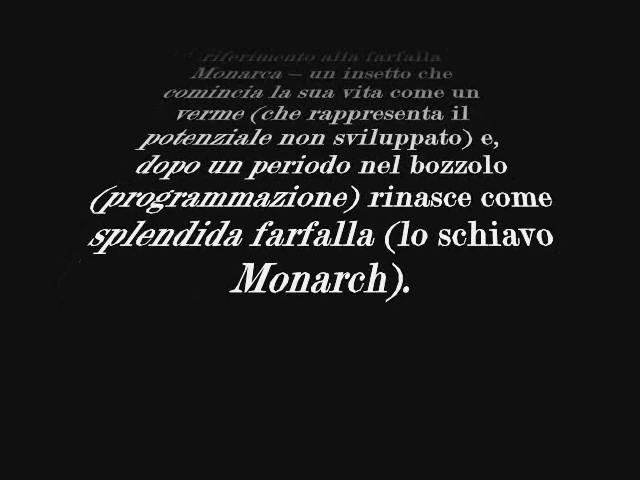 riferimento alla farfalla
Monarca – un insetto che
comincia la sua vita come un
verme (che rappresenta il
potenziale non sviluppato) e,
dopo un periodo nel bozzolo
(programmazione) rinasce come
splendida farfalla (lo schiavo
Monarch).